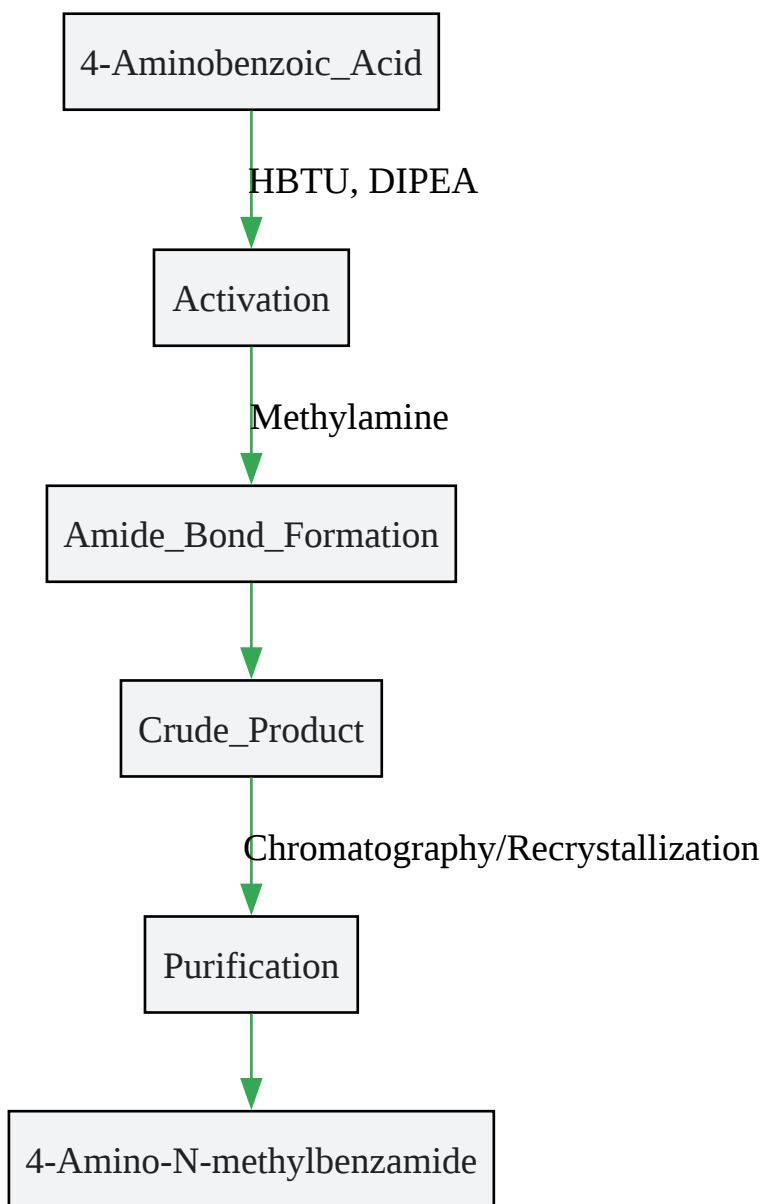 4-Aminobenzoic_Acid
HBTU, DIPEA
Activation
Methylamine
Amide_Bond_Formation
Crude_Product
Chromatography/Recrystallization
Purification
4-Amino-N-methylbenzamide